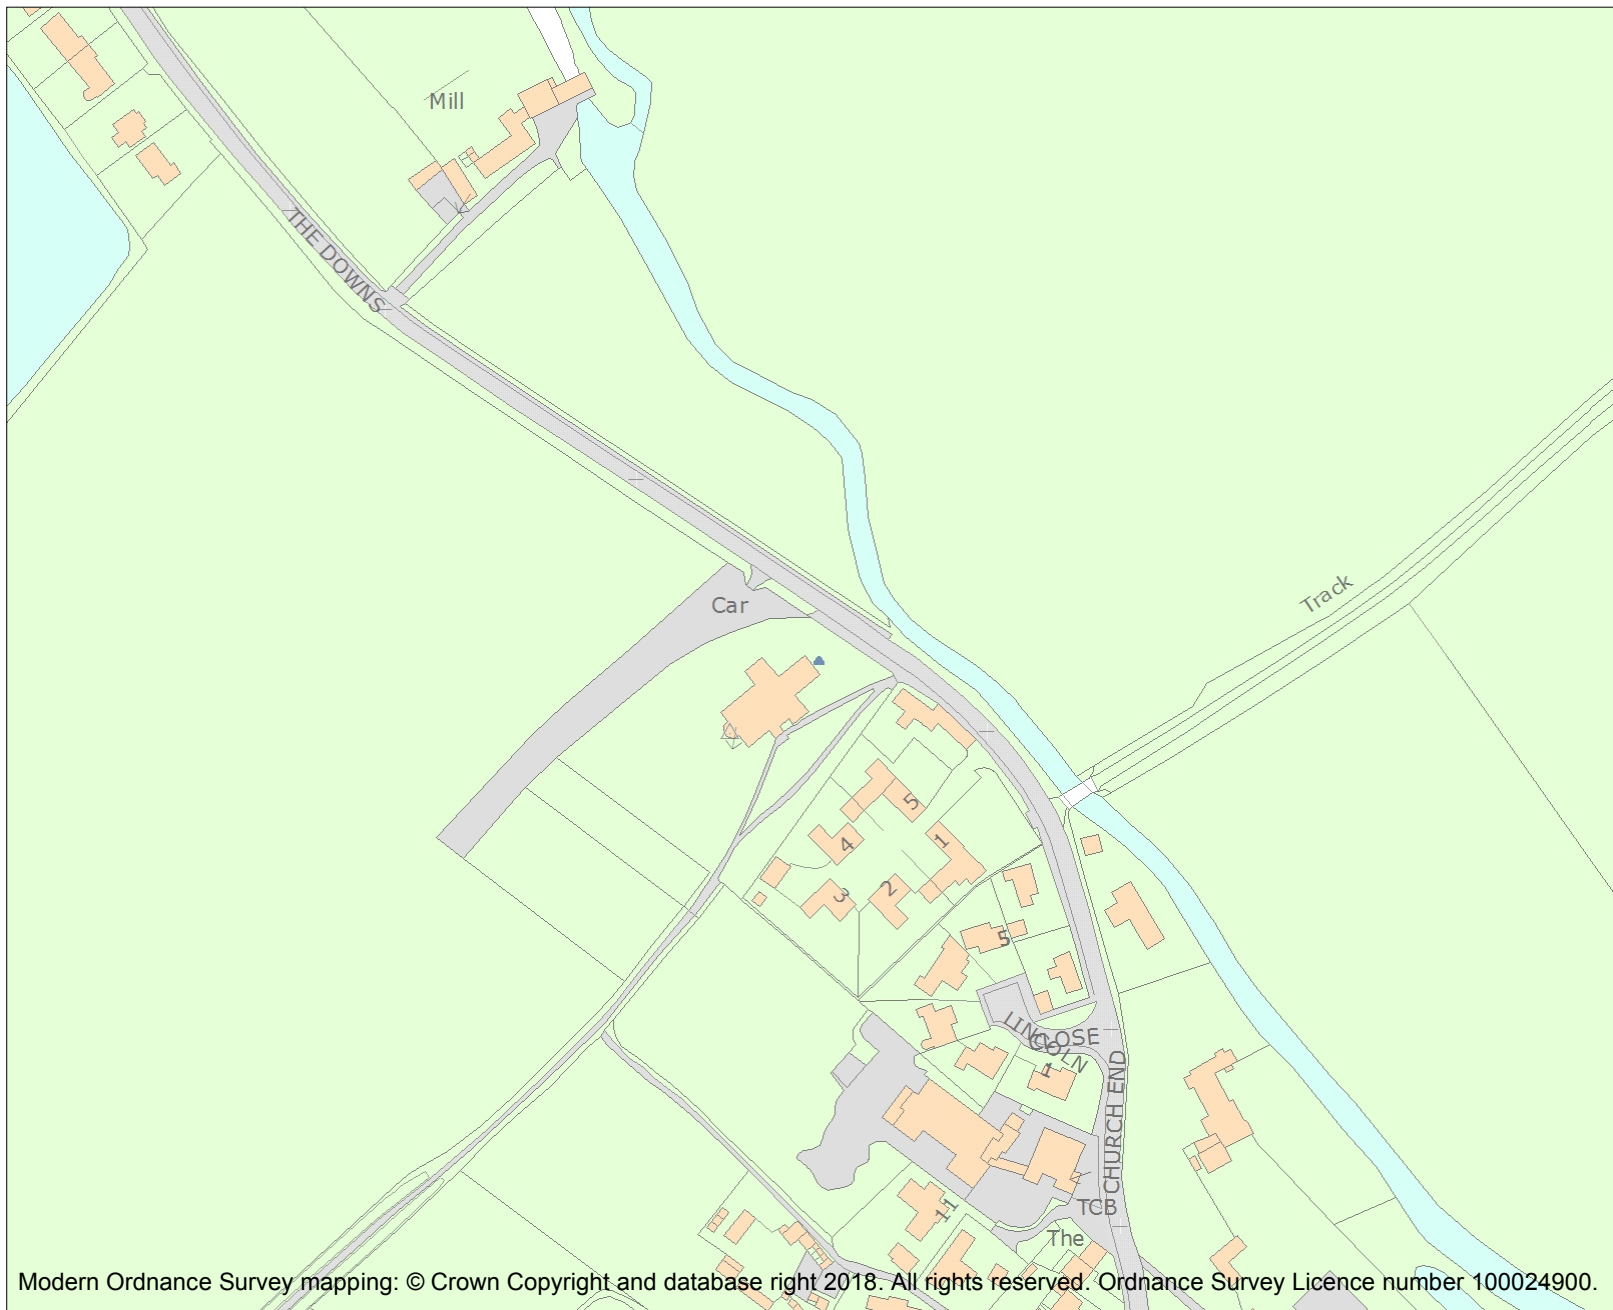 Mill
THE DOWNS
Track
Car
5
4
1
3
2
5
LINCOLN
CLOSE
1
CHURCH END
11
TCB
The
Modern Ordnance Survey mapping: © Crown Copyright and database right 2018. All rights reserved. Ordnance Survey Licence number 100024900.